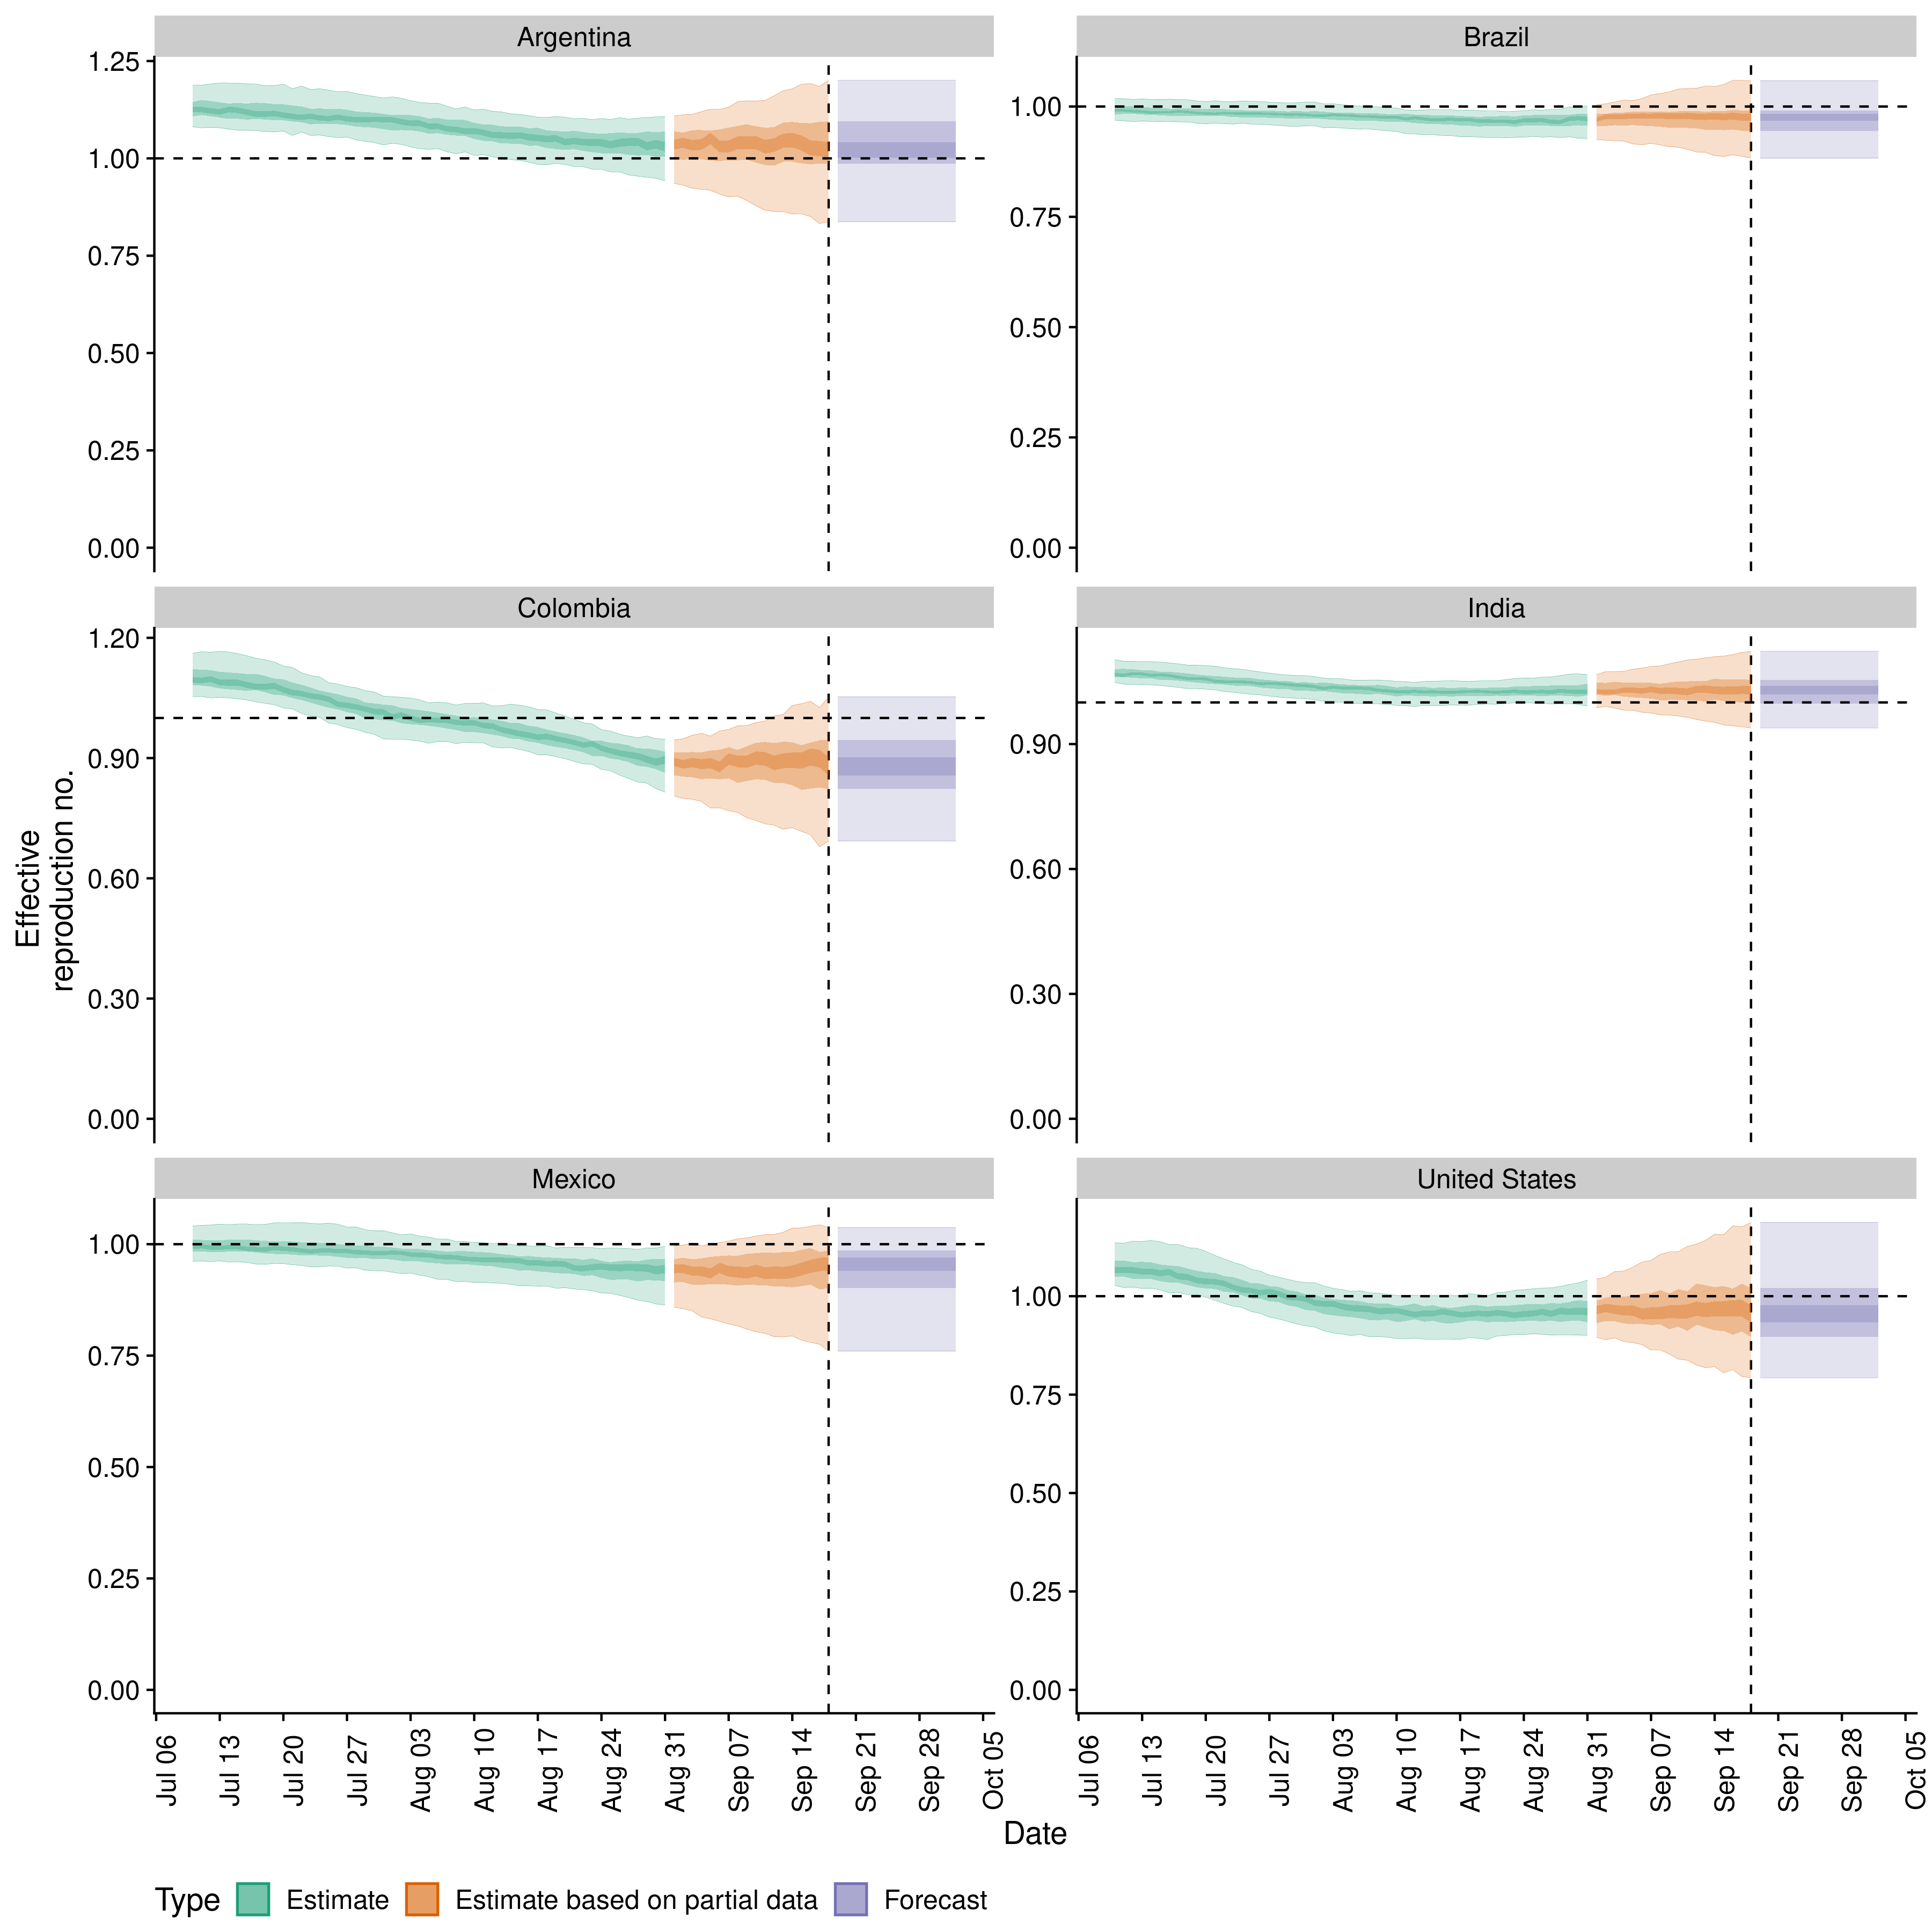 Argentina
Brazil
1.25
1.00
0.75
0.50
0.25
0.00
1.00
0.75
0.50
0.25
0.00
Colombia
India
1.20
0.90
0.60
0.30
0.00
0.90
0.60
0.30
0.00
Effective
reproduction no.
Mexico
United States
1.00
0.75
0.50
0.25
0.00
1.00
0.75
0.50
0.25
0.00
Jul 06
Jul 13
Jul 20
Jul 27
Aug 03
Aug 10
Aug 17
Aug 24
Aug 31
Sep 07
Sep 14
Sep 21
Sep 28
Oct 05
Jul 06
Jul 13
Jul 20
Jul 27
Aug 03
Aug 10
Aug 17
Aug 24
Aug 31
Sep 07
Sep 14
Sep 21
Sep 28
Oct 05
Date
Type Estimate Estimate based on partial data Forecast